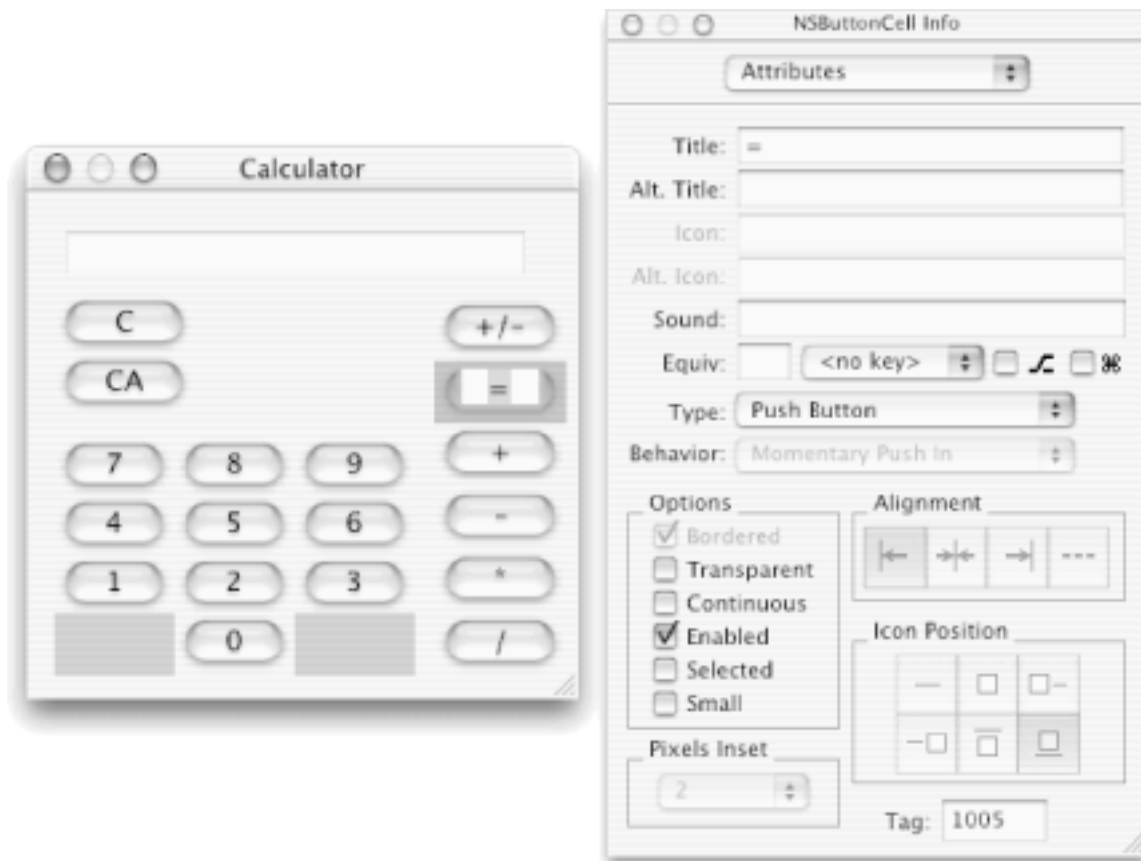 Calculator
C
+/-
CA
=
7 8 9 +
4 5 6 -
1 2 3 *
0 /
NSButtonCell Info
Attributes
Title: =
Alt. Title:
Icon:
Alt. Icon:
Sound:
Equiv: <no key> ⌥ ⌘
Type: Push Button
Behavior: Momentary Push In
Options
Bordered
Transparent
Continuous
Enabled
Selected
Small
Pixels Inset
2
Alignment
Icon Position
Tag: 1005